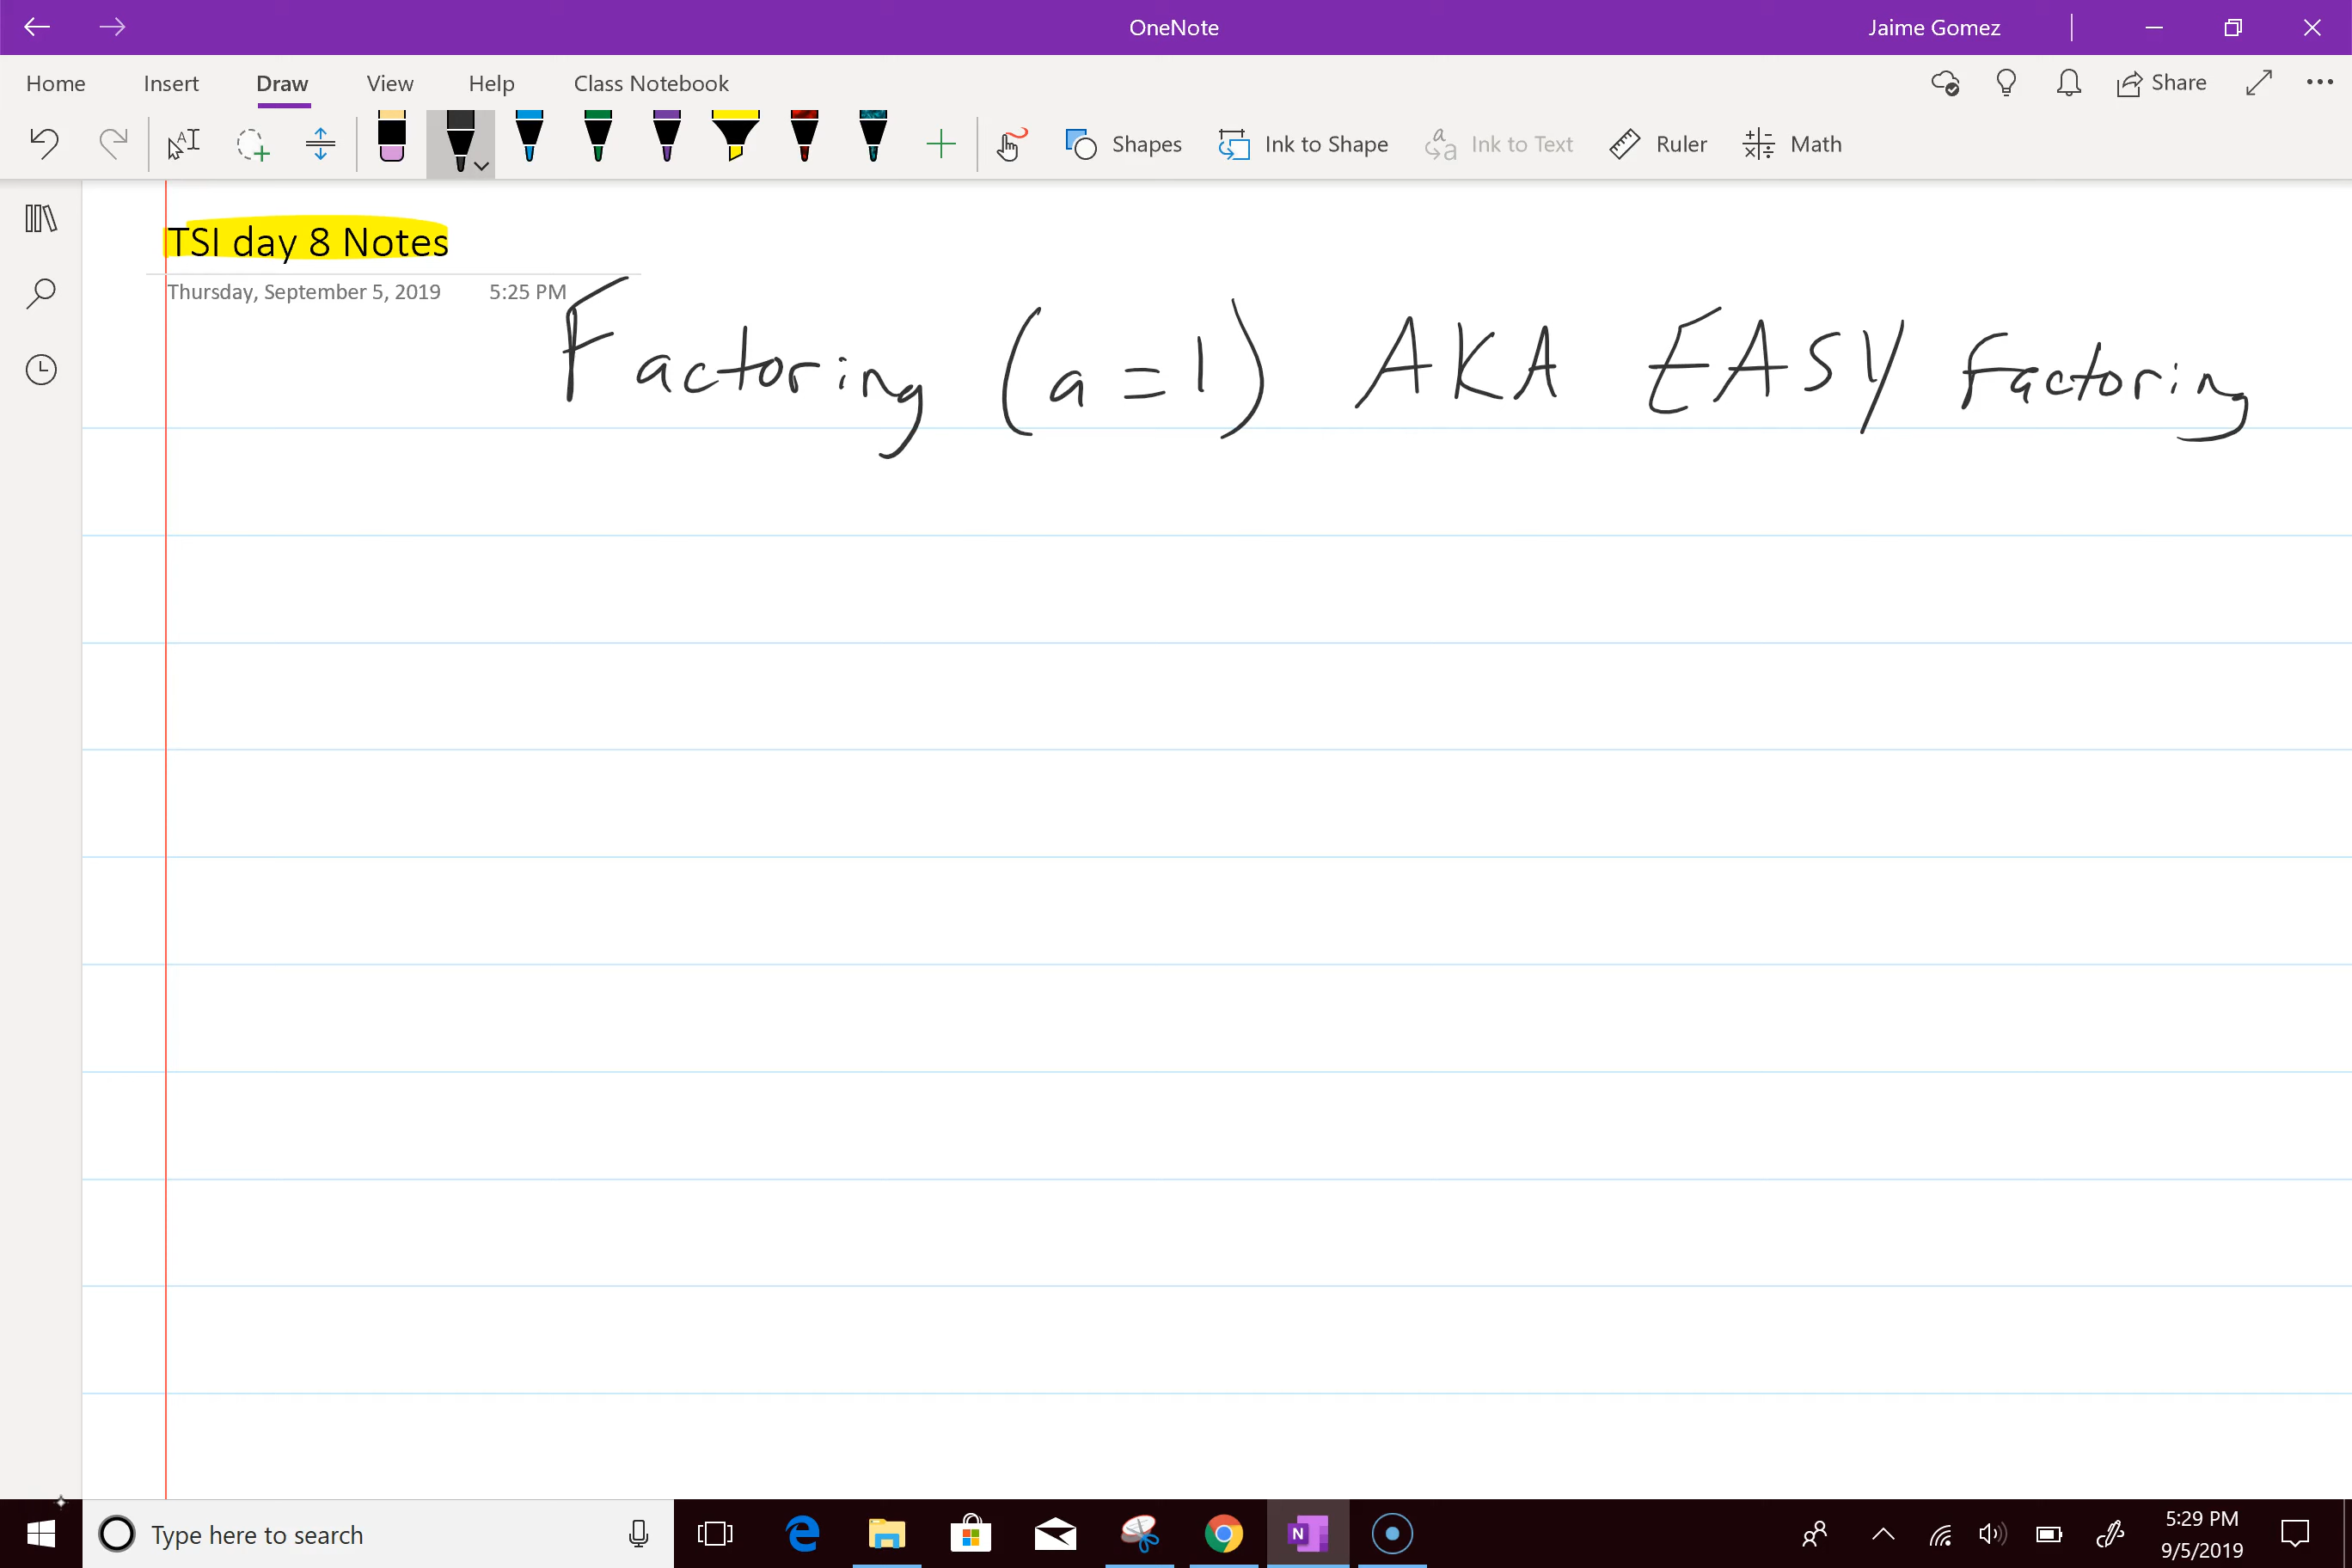 OneNote
Jaime Gomez
Home Insert Draw View Help Class Notebook
Share
Shapes Ink to Shape Ink to Text Ruler Math
TSI day 8 Notes
Thursday, September 5, 2019 5:25 PM
Factoring (a=1) AKA EASY Factoring
Type here to search
5:29 PM
9/5/2019